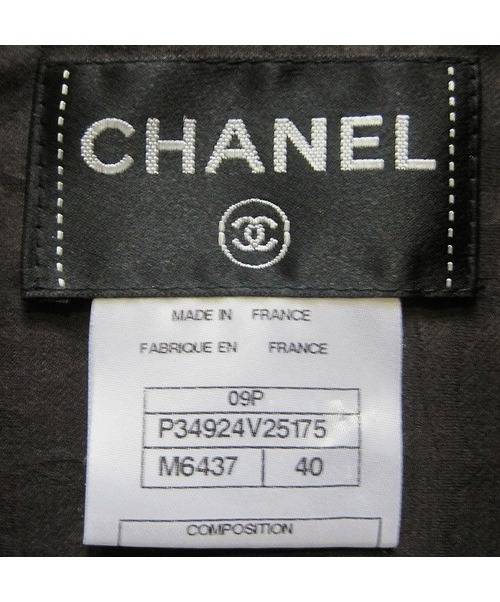 CHANEL
MADE IN FRANCE
FABRIQUE EN FRANCE
09P
P34924V25175
M6437 40
COMPOSITION